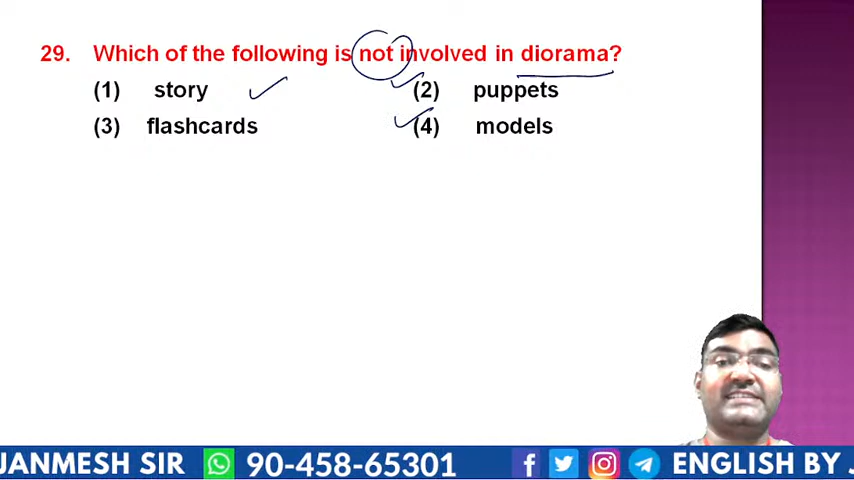 29. Which of the following is not involved in diorama?
(1) story (2) puppets
(3) flashcards (4) models
JANMESH SIR 90-458-65301 ENGLISH BY J